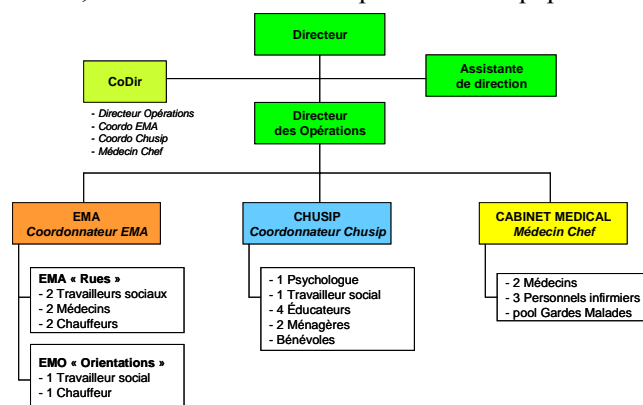 Directeur
CoDir
Assistante
de direction
- Directeur Opérations
- Coordo EMA
- Coordo Chusip
- Médecin Chef
Directeur
des Opérations
EMA
Coordonnateur EMA
CHUSIP
Coordonnateur Chusip
CABINET MEDICAL
Médecin Chef
EMA « Rues »
- 2 Travailleurs sociaux
- 2 Médecins
- 2 Chauffeurs
- 1 Psychologue
- 1 Travailleur social
- 4 Éducateurs
- 2 Ménagères
- Bénévoles
- 2 Médecins
- 3 Personnels infirmiers
- pool Gardes Malades
EMO « Orientations »
- 1 Travailleur social
- 1 Chauffeur